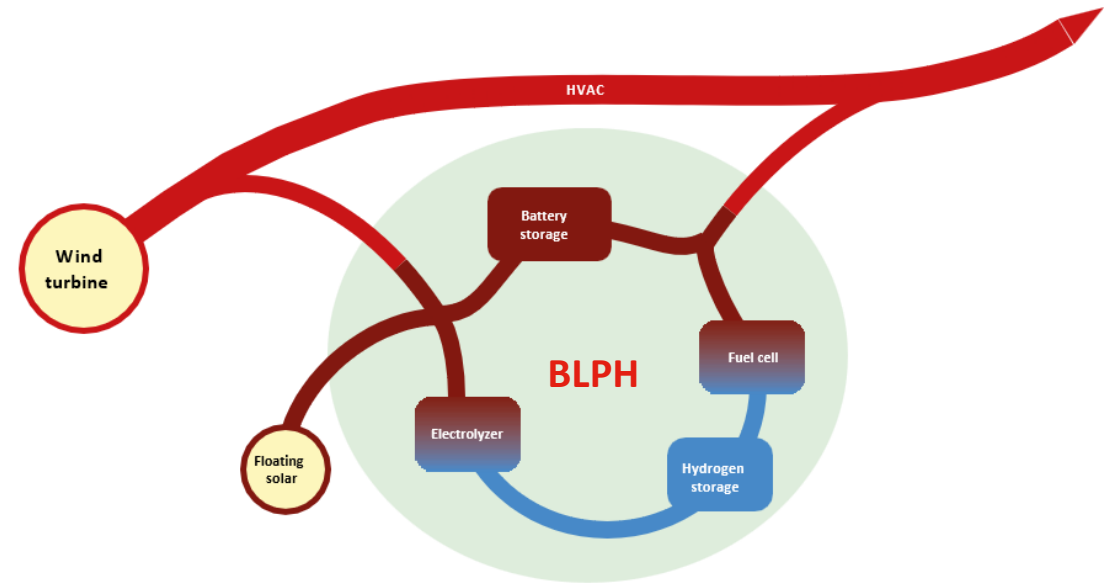 HVAC
Wind
turbine
Battery
storage
BLPH
Fuel cell
Electrolyzer
Floating
solar
Hydrogen
storage